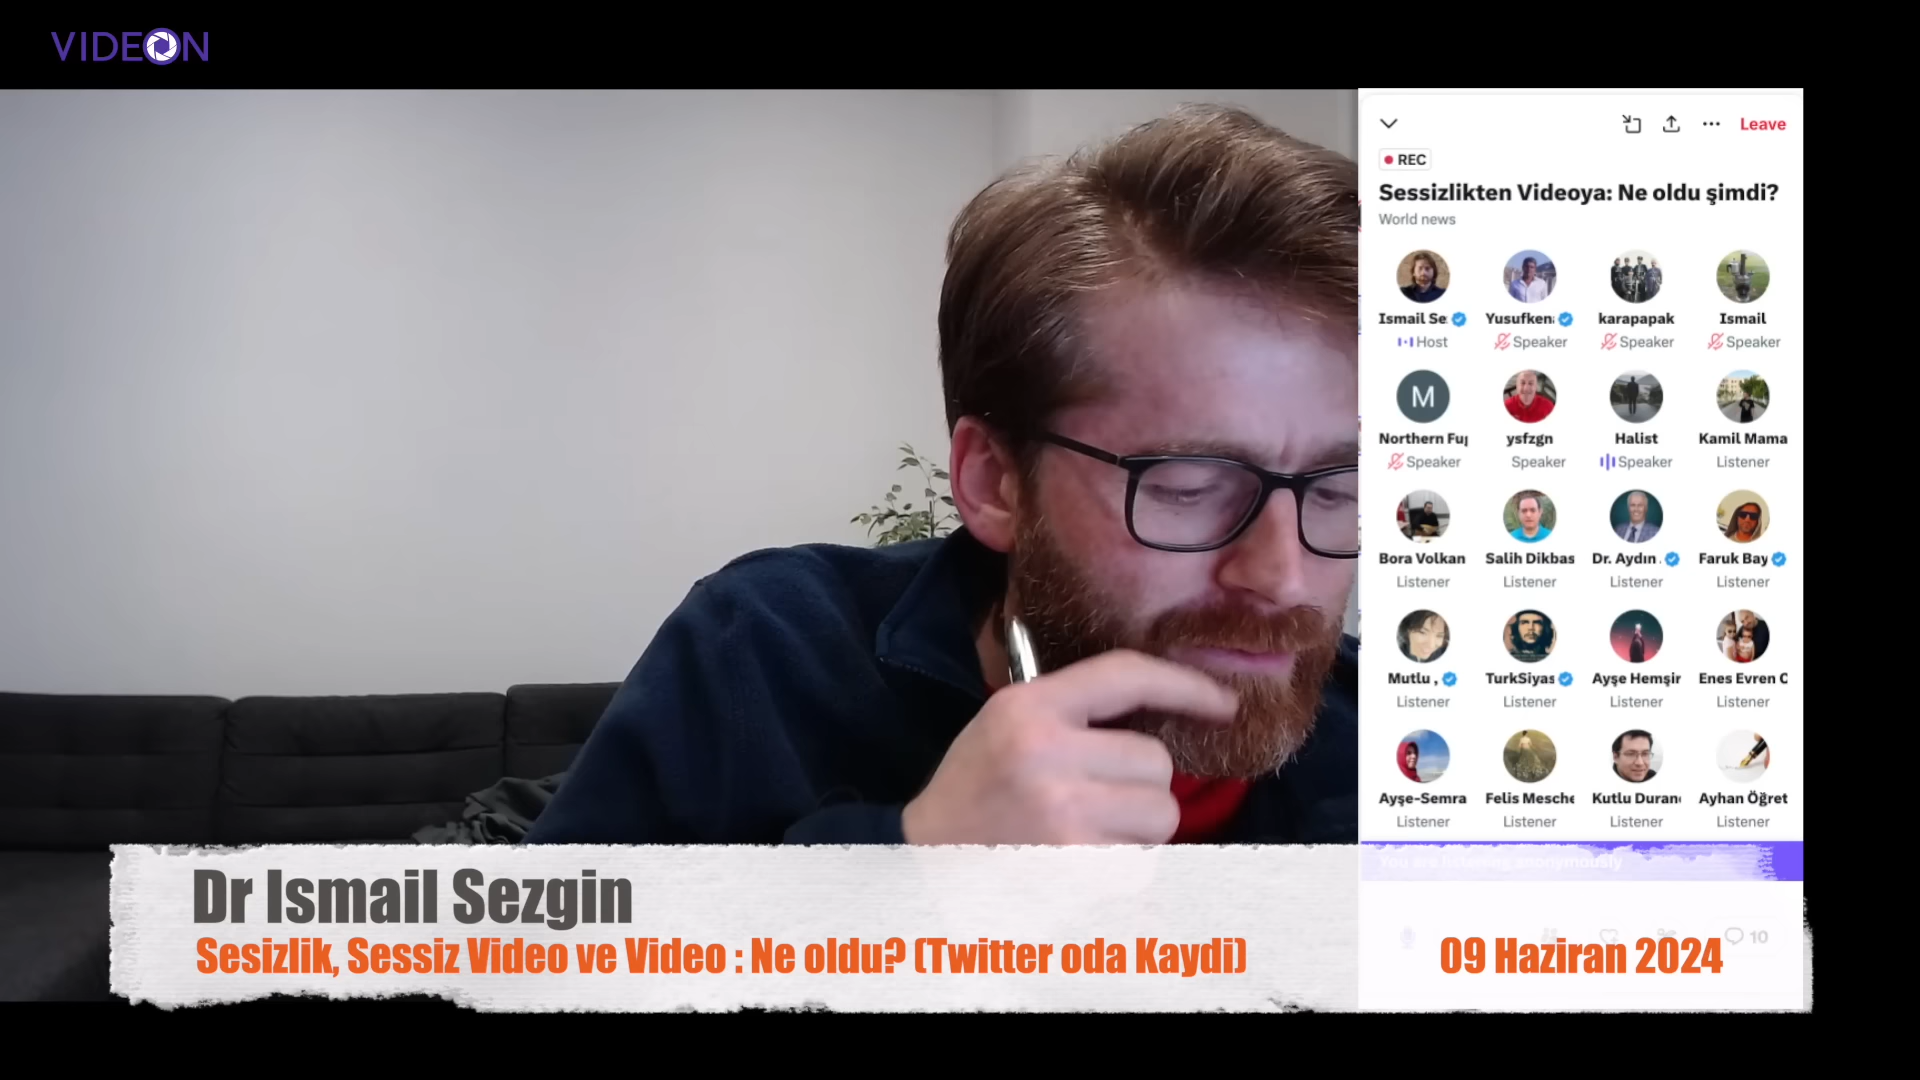 VIDEON
Leave
REC
Sessizlikten Videoya: Ne oldu şimdi?
World news
Ismail Se Yusufken karapapak Ismail
Host Speaker Speaker Speaker
M
Northern Fu ysfzgn Halist Kamil Mama
Speaker Speaker Speaker Listener
Bora Volkan Salih Dikbas Dr. Aydın Faruk Bay
Listener Listener Listener Listener
Mutlu , TurkSiyas Ayşe Hemşir Enes Evren
Listener Listener Listener Listener
Ayşe-Semra Felis Mesche Kutlu Duran Ayhan Öğret
Listener Listener Listener Listener
You are listening anonymously
10
Dr Ismail Sezgin
Sesizlik, Sessiz Video ve Video : Ne oldu? (Twitter oda Kaydi)
09 Haziran 2024